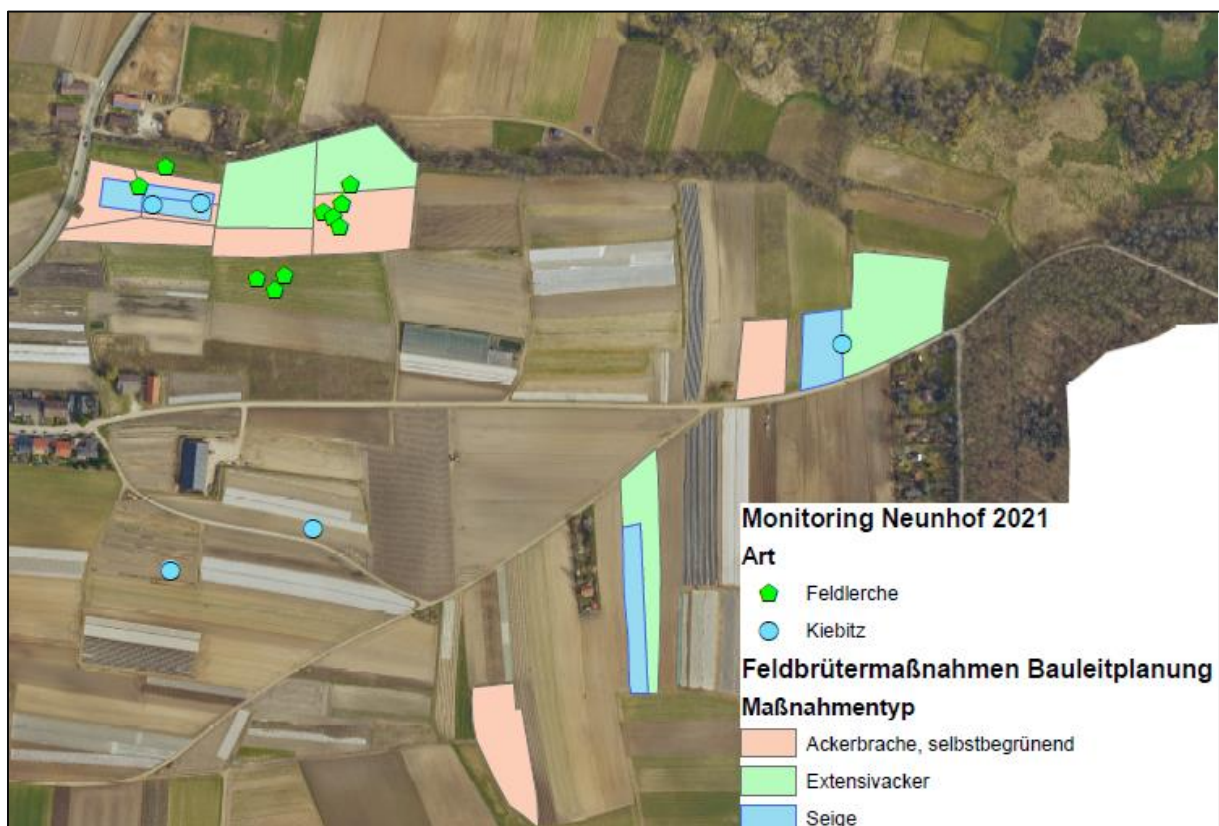 Monitoring Neunhof 2021
Art
Feldlerche
Kiebitz
Feldbrütermaßnahmen Bauleitplanung
Maßnahmentyp
Ackerbrache, selbstbegrünend
Extensivacker
Seige